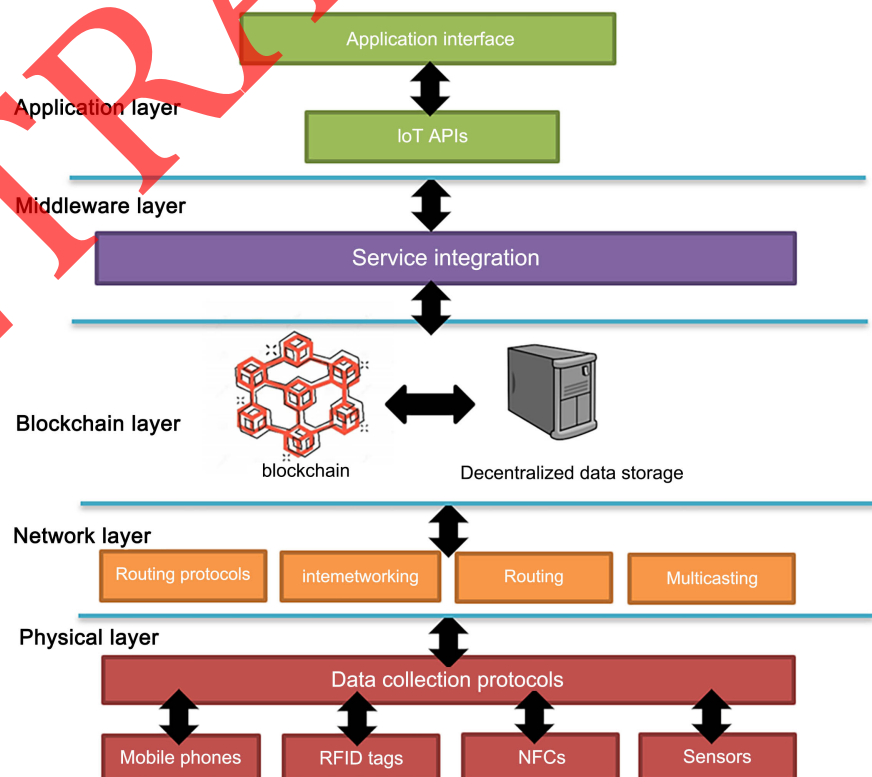 Application interface
Application layer
IoT APIs
Middleware layer
Service integration
Blockchain layer
blockchain
Decentralized data storage
Network layer
Routing protocols
intemetworking
Routing
Multicasting
Physical layer
Data collection protocols
Mobile phones
RFID tags
NFCs
Sensors
TRA